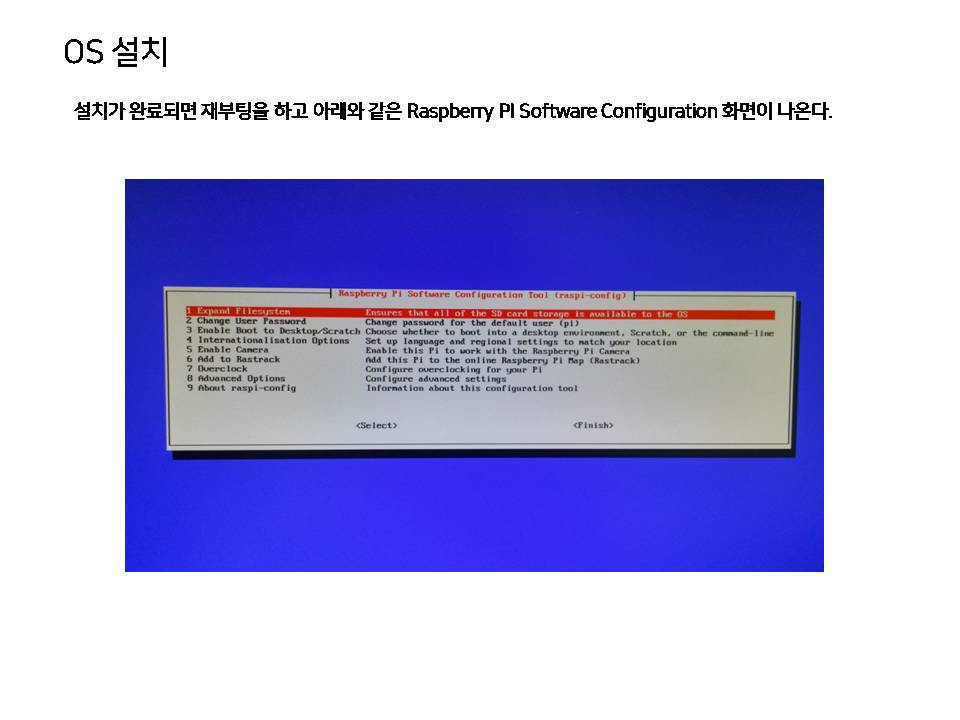 OS 설치
설치가 완료되면 재부팅을 하고 아래와 같은 Raspberry PI Software Configuration 화면이 나온다.
Raspberry Pi Software Configuration Tool (raspi-config)
1 Expand Filesystem Ensures that all of the SD card storage is available to the OS
2 Change User Password Change password for the default user (pi)
3 Enable Boot to Desktop/Scratch Choose whether to boot into a desktop environment, Scratch, or the command-line
4 Internationalisation Options Set up language and regional settings to match your location
5 Enable Camera Enable this Pi to work with the Raspberry Pi Camera
6 Add to Rastrack Add this Pi to the online Raspberry Pi Map (Rastrack)
7 Overclock Configure overclocking for your Pi
8 Advanced Options Configure advanced settings
9 About raspi-config Information about this configuration tool
<Select> <Finish>